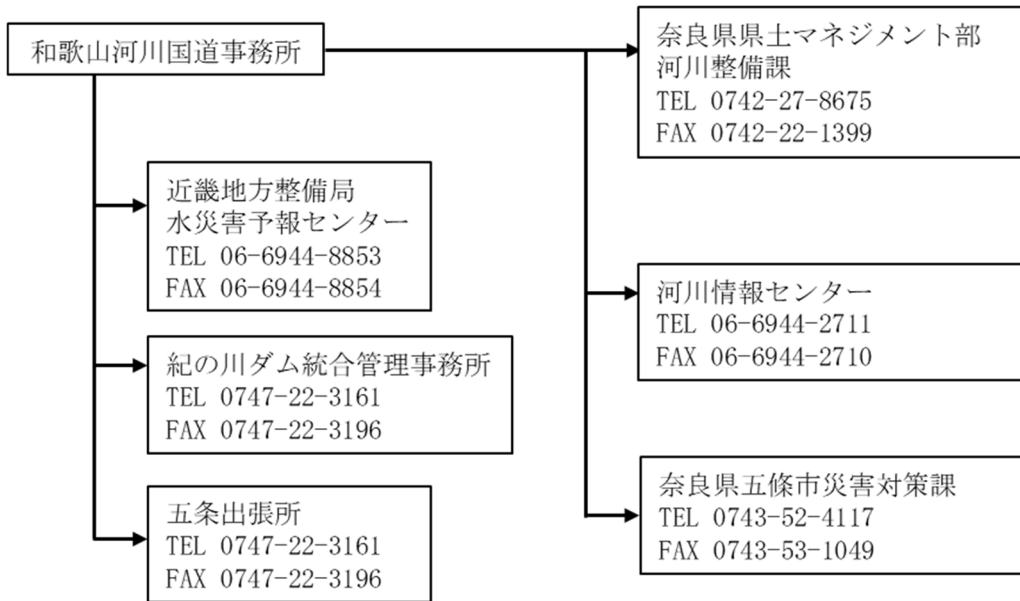 和歌山河川国道事務所
近畿地方整備局
水災害予報センター
TEL 06-6944-8853
FAX 06-6944-8854
紀の川ダム統合管理事務所
TEL 0747-22-3161
FAX 0747-22-3196
五条出張所
TEL 0747-22-3161
FAX 0747-22-3196
奈良県県土マネジメント部
河川整備課
TEL 0742-27-8675
FAX 0742-22-1399
河川情報センター
TEL 06-6944-2711
FAX 06-6944-2710
奈良県五條市災害対策課
TEL 0743-52-4117
FAX 0743-53-1049